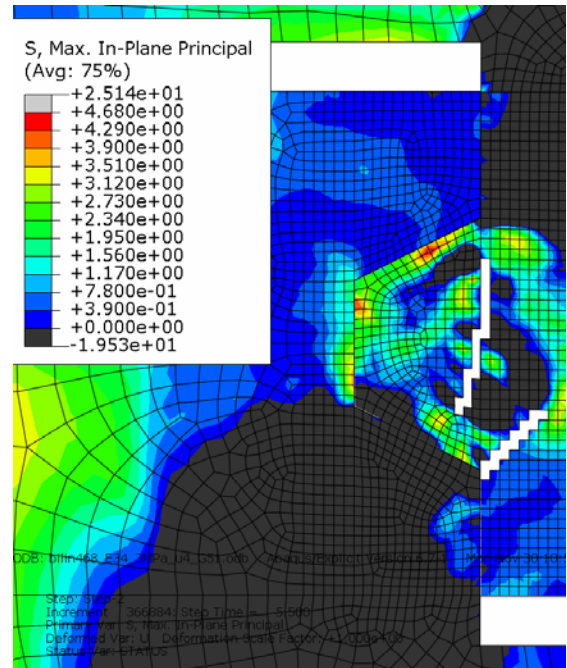 S, Max. In-Plane Principal
(Avg: 75%)
+2.514e+01
+4.680e+00
+4.290e+00
+3.900e+00
+3.510e+00
+3.120e+00
+2.730e+00
+2.340e+00
+1.950e+00
+1.560e+00
+1.170e+00
+7.800e-01
+3.900e-01
+0.000e+00
-1.953e+01
ODB: Abaqus/Explicit Version
Step: Step-2
Increment 366884: Step Time = 5.500
Primary Var: S, Max. In-Plane Principal
Deformed Var: U Deformation Scale Factor: +1.000e+00
Status Var: STATUS